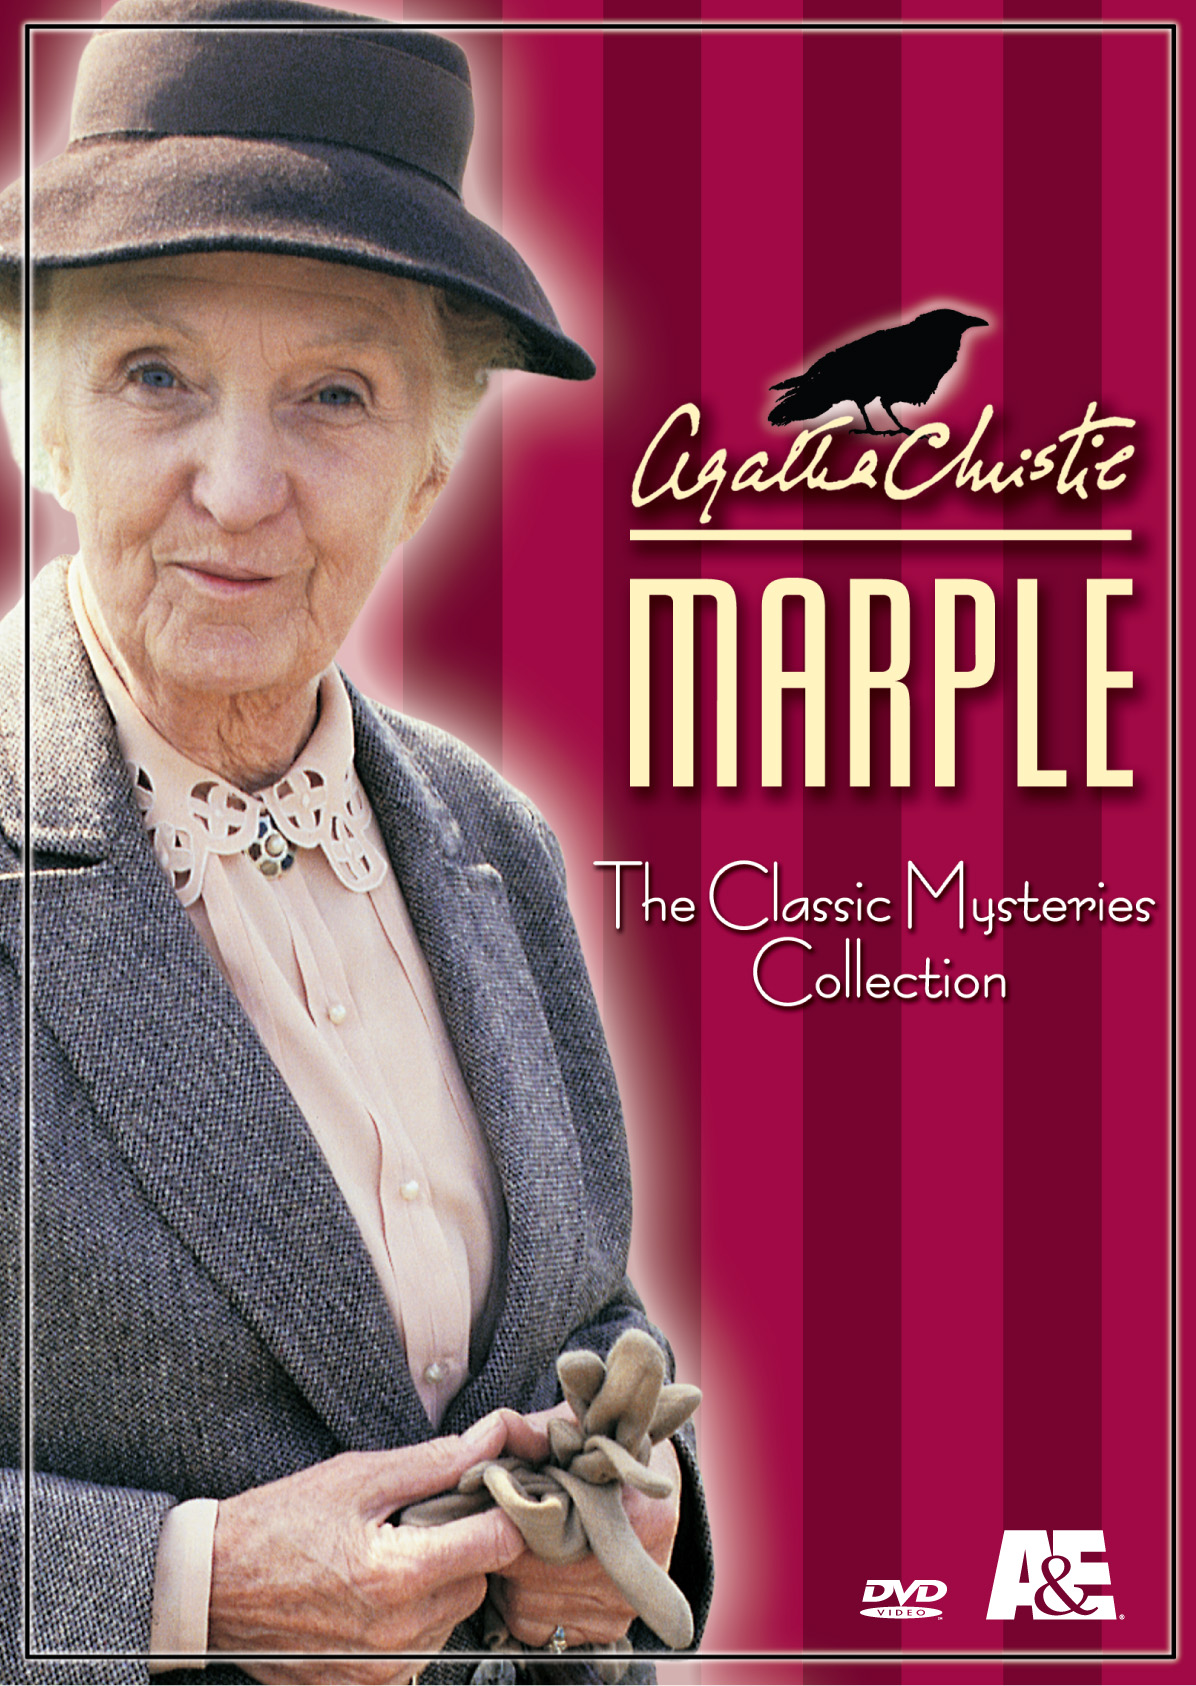 Agatha Christie
MARPLE
The Classic Mysteries
Collection
DVD
VIDEO
A&E